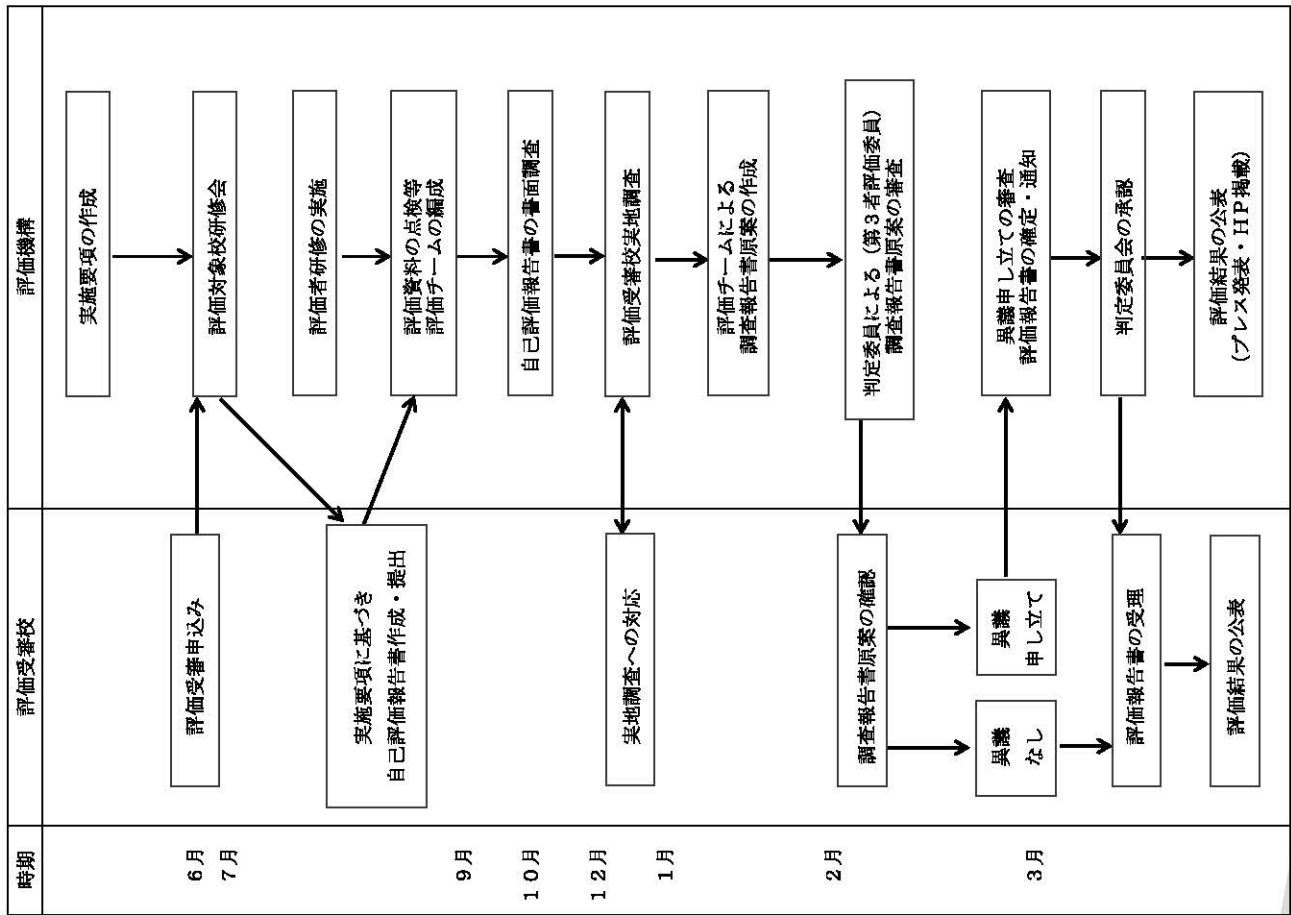 時期
評価受審校
評価機構
6月
7月
9月
10月
12月
1月
2月
3月
評価受審申込み
実施要項に基づき
自己評価報告書作成・提出
実地調査への対応
調査報告書原案の確認
異議
なし
異議
申し立て
評価報告書の受理
評価結果の公表
実施要項の作成
評価対象校研修会
評価者研修の実施
評価資料の点検等
評価チームの編成
自己評価報告書の書面調査
評価受審校実地調査
評価チームによる
調査報告書原案の作成
判定委員による（第3者評価委員）
調査報告書原案の審査
異議申し立ての審査
評価報告書の確定・通知
判定委員会の承認
評価結果の公表
（プレス発表・HP掲載）